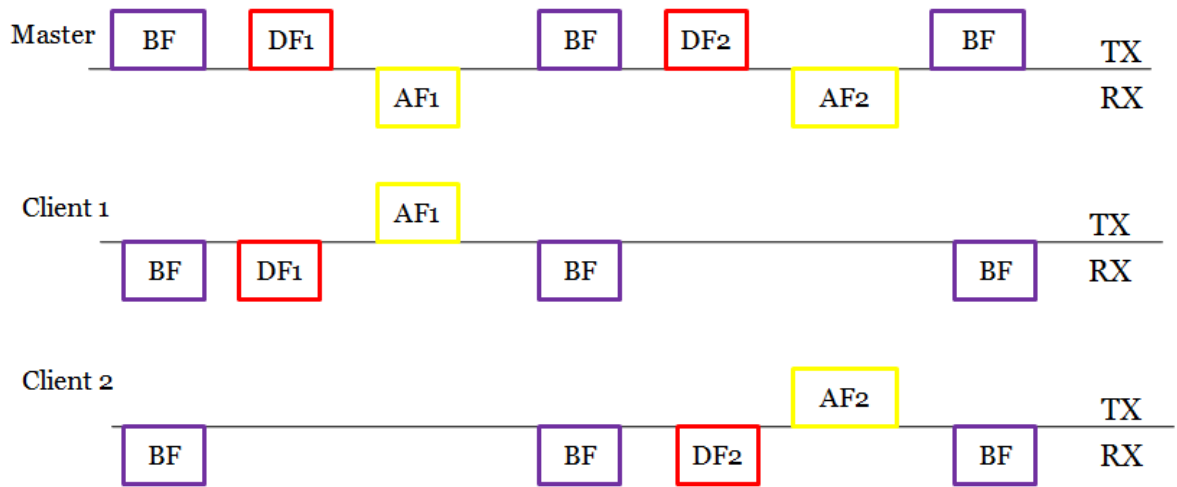 Master BF DF1 BF DF2 BF TX
AF1 AF2 RX
Client 1 AF1 TX
BF DF1 BF BF RX
Client 2 AF2 TX
BF BF DF2 BF RX